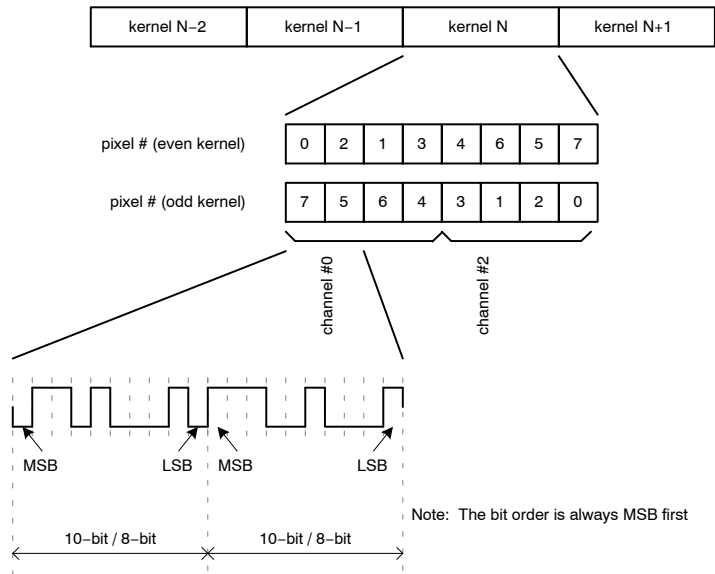 kernel N−2 kernel N−1 kernel N kernel N+1
pixel # (even kernel) 0 2 1 3 4 6 5 7
pixel # (odd kernel) 7 5 6 4 3 1 2 0
channel #0 channel #2
MSB LSB MSB LSB
Note: The bit order is always MSB first
10−bit / 8−bit 10−bit / 8−bit